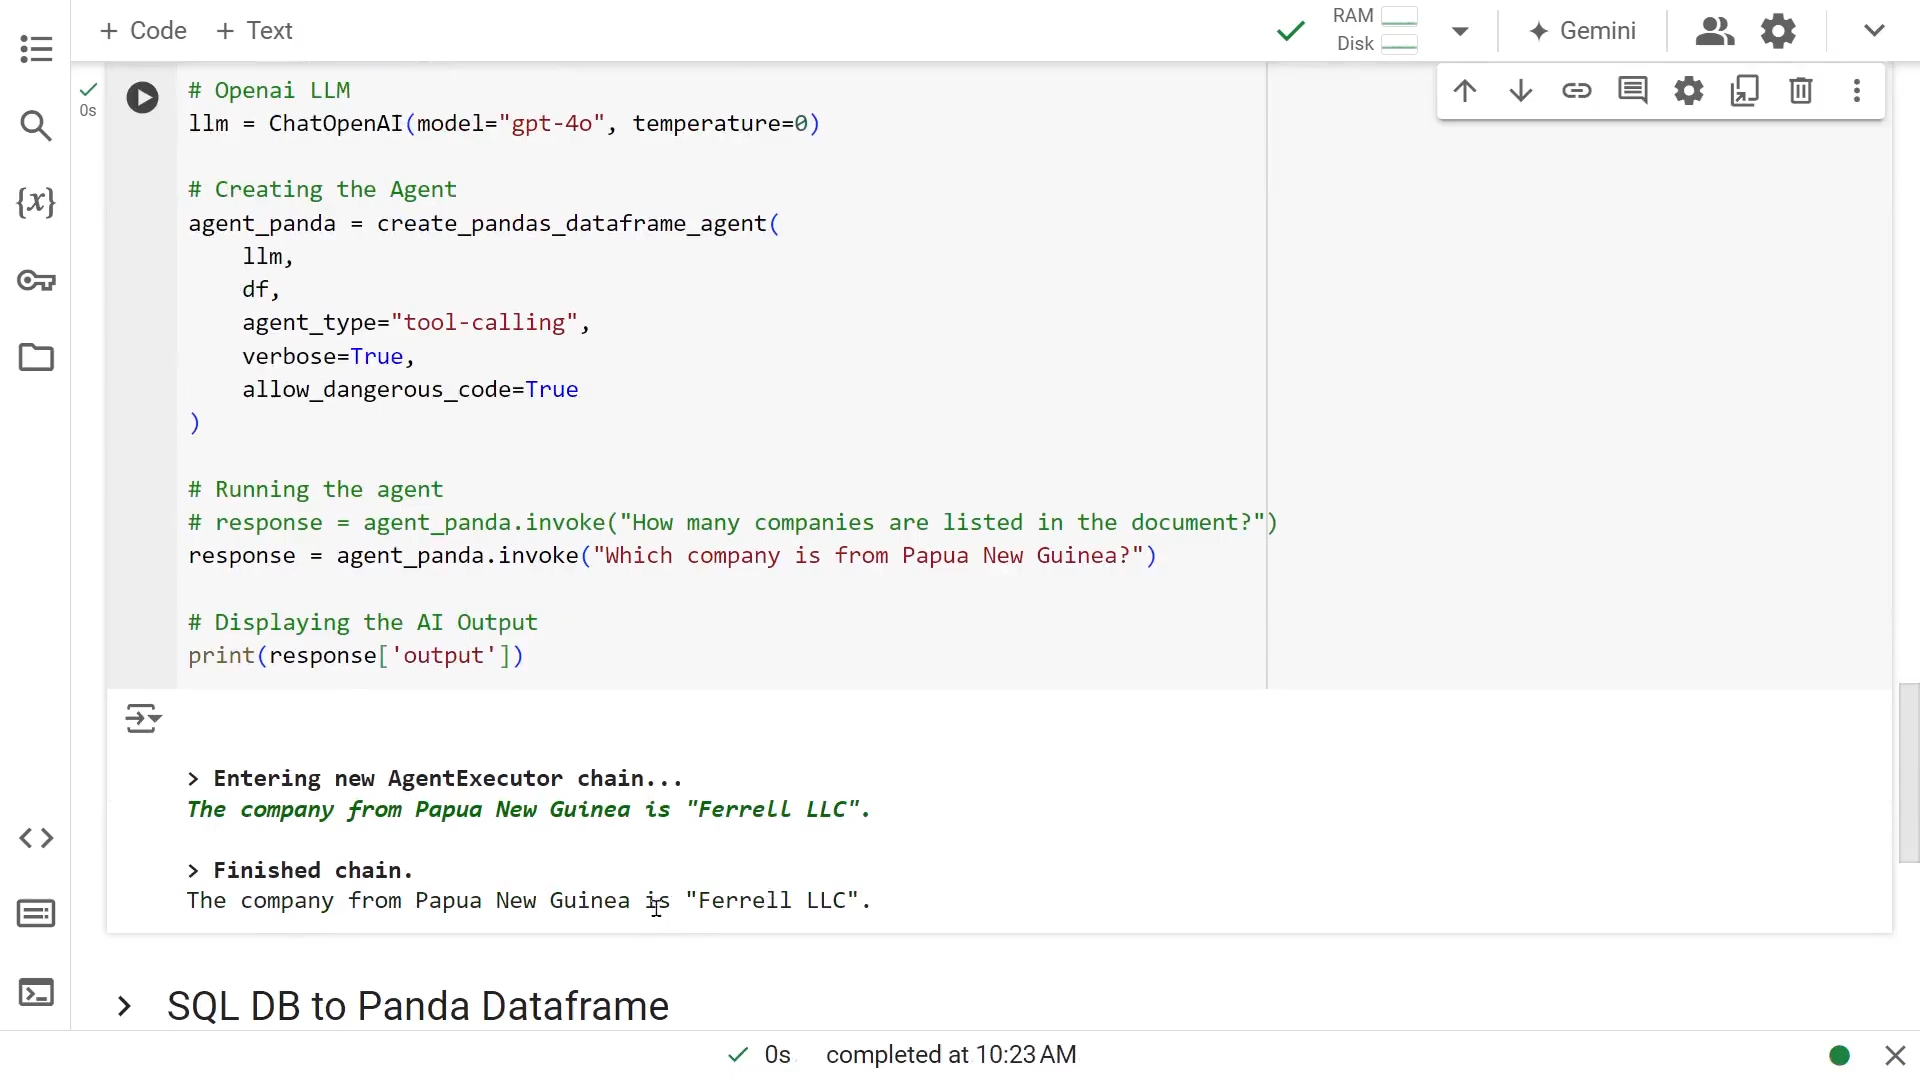 + Code + Text
RAM
Disk
Gemini
0s
# Openai LLM
llm = ChatOpenAI(model="gpt-4o", temperature=0)
# Creating the Agent
agent_panda = create_pandas_dataframe_agent(
    llm,
    df,
    agent_type="tool-calling",
    verbose=True,
    allow_dangerous_code=True
)
# Running the agent
# response = agent_panda.invoke("How many companies are listed in the document?")
response = agent_panda.invoke("Which company is from Papua New Guinea?")
# Displaying the AI Output
print(response['output'])
> Entering new AgentExecutor chain...
The company from Papua New Guinea is "Ferrell LLC".
> Finished chain.
The company from Papua New Guinea is "Ferrell LLC".
SQL DB to Panda Dataframe
0s completed at 10:23 AM